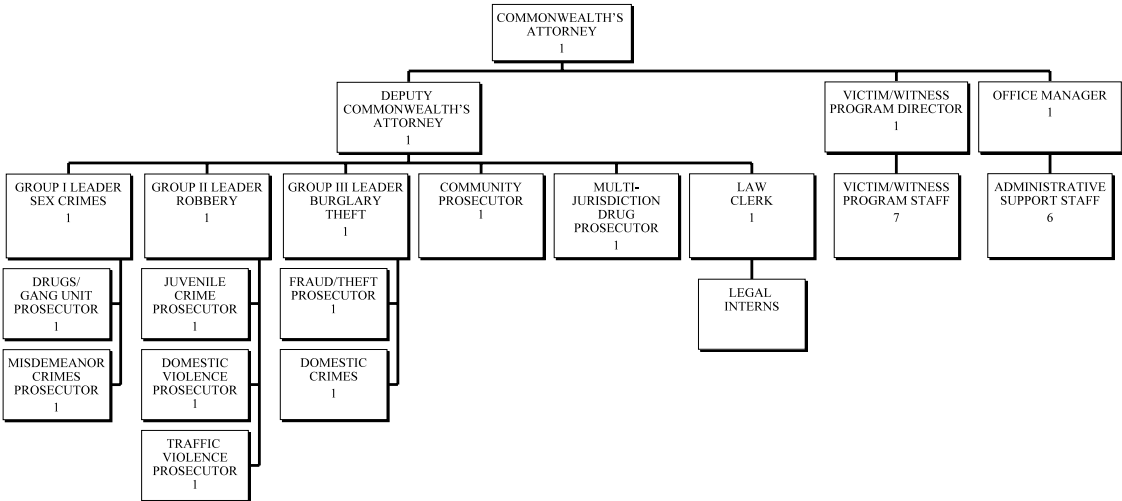 COMMONWEALTH'S
ATTORNEY
1
DEPUTY
COMMONWEALTH'S
ATTORNEY
1
VICTIM/WITNESS
PROGRAM DIRECTOR
1
OFFICE MANAGER
1
GROUP I LEADER
SEX CRIMES
1
GROUP II LEADER
ROBBERY
1
GROUP III LEADER
BURGLARY
THEFT
1
COMMUNITY
PROSECUTOR
1
MULTI-
JURISDICTION
DRUG
PROSECUTOR
1
LAW
CLERK
1
VICTIM/WITNESS
PROGRAM STAFF
7
ADMINISTRATIVE
SUPPORT STAFF
6
DRUGS/
GANG UNIT
PROSECUTOR
1
JUVENILE
CRIME
PROSECUTOR
1
FRAUD/THEFT
PROSECUTOR
1
LEGAL
INTERNS
MISDEMEANOR
CRIMES
PROSECUTOR
1
DOMESTIC
VIOLENCE
PROSECUTOR
1
DOMESTIC
CRIMES
1
TRAFFIC
VIOLENCE
PROSECUTOR
1